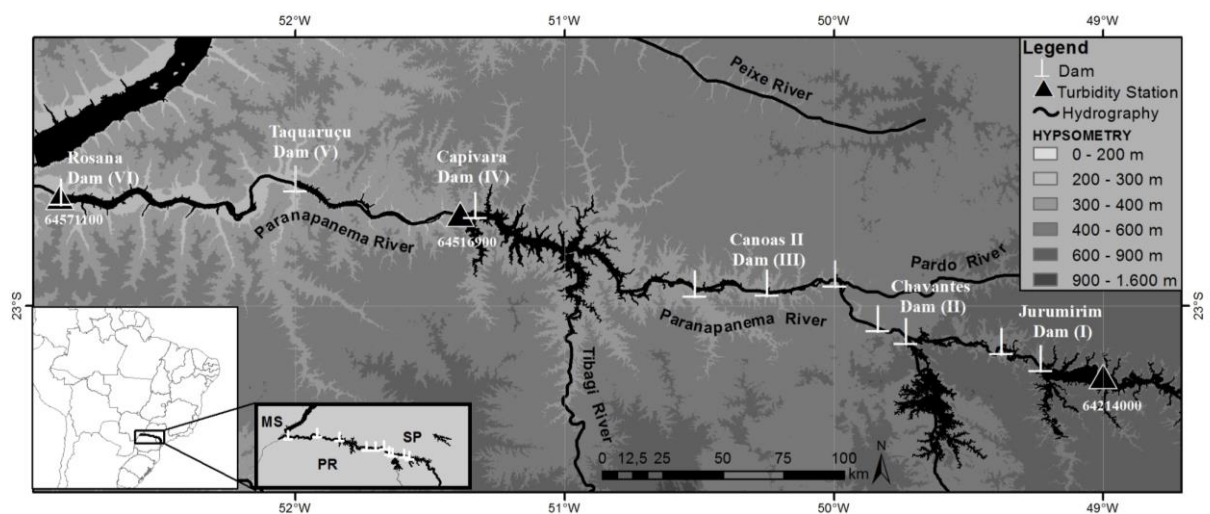 52°W
51°W
50°W
49°W
Legend
Dam
Turbidity Station
Hydrography
HYPSOMETRY
0 - 200 m
200 - 300 m
300 - 400 m
400 - 600 m
600 - 900 m
900 - 1.600 m
Peixe River
Taquaruçu
Dam (V)
Capivara
Dam (IV)
Rosana
Dam (VI)
64571100
Paranapanema River
64516900
Canoas II
Dam (III)
Pardo River
Chavantes
Dam (II)
Paranapanema River
Jurumirim
Dam (I)
64214000
23°S
23°S
Tibagi River
MS
SP
PR
N
0 12,5 25 50 75 100
km
52°W
51°W
50°W
49°W